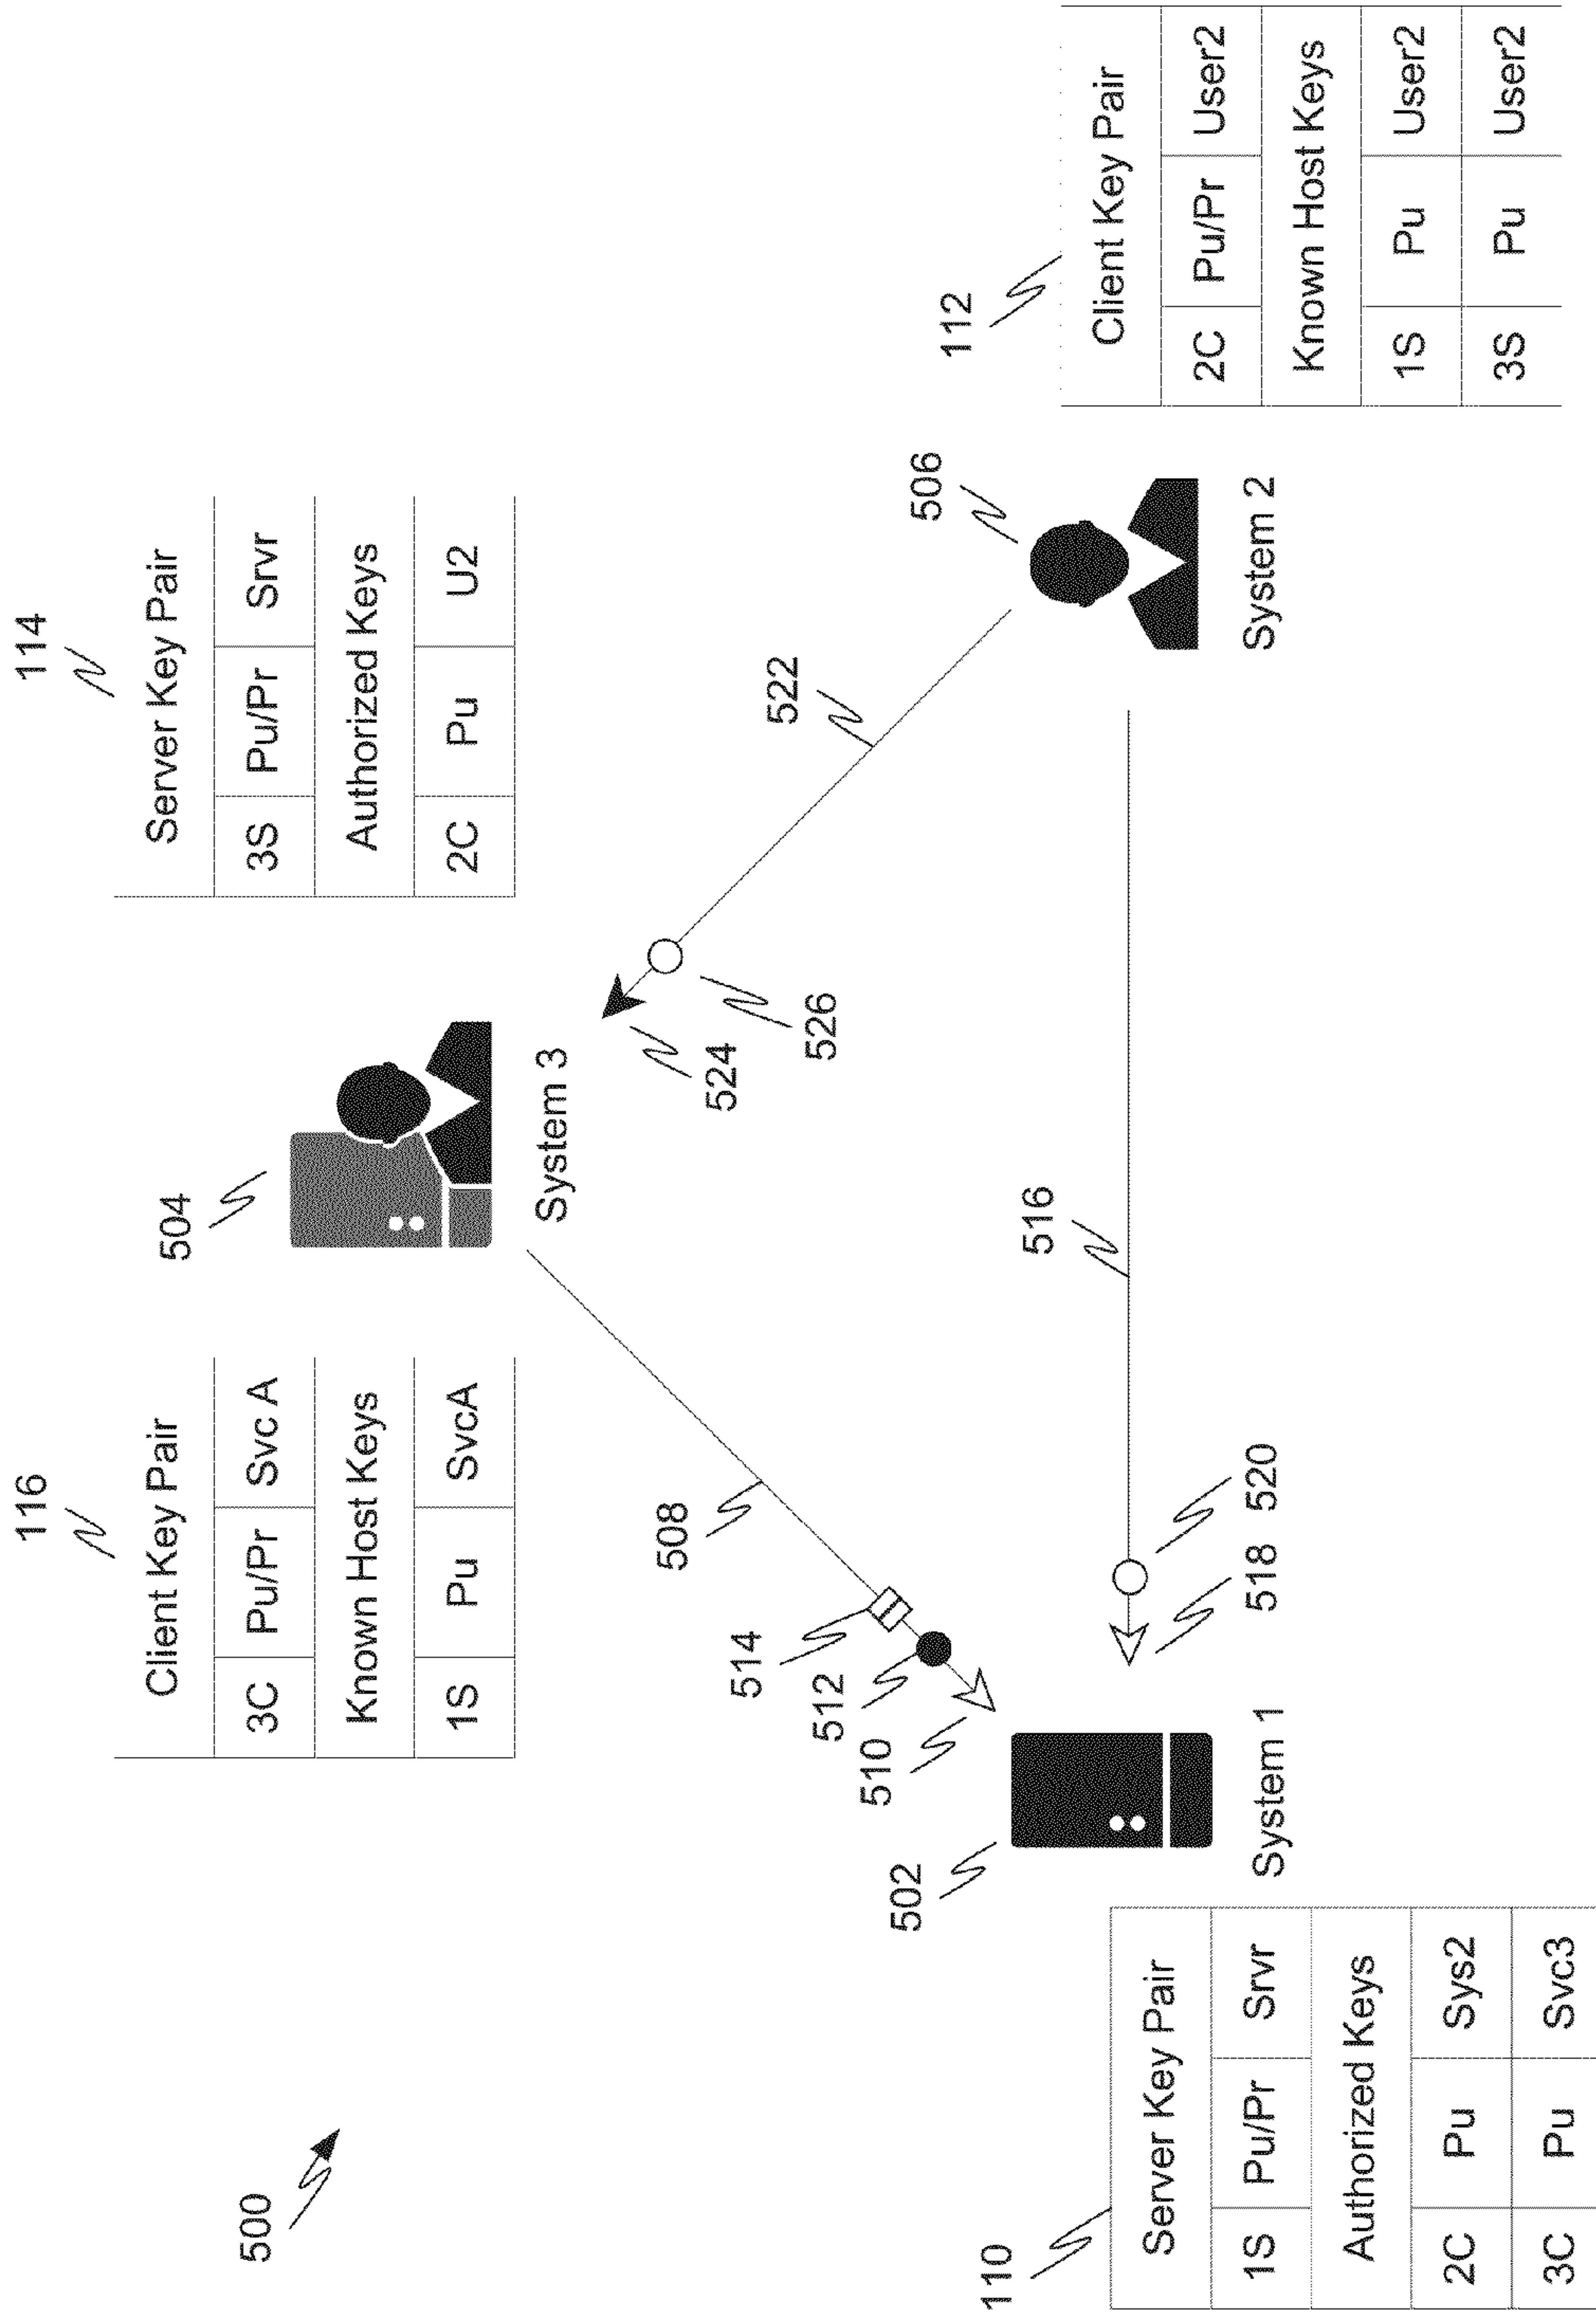 500
116
Client Key Pair
3C Pu/Pr Svc A
Known Host Keys
1S Pu SvcA
504
System 3
114
Server Key Pair
3S Pu/Pr Srvr
Authorized Keys
2C Pu U2
508
514
512
510
524
526
522
502
System 1
518
520
516
506
System 2
110
Server Key Pair
1S Pu/Pr Srvr
Authorized Keys
2C Pu Sys2
3C Pu Svc3
112
Client Key Pair
2C Pu/Pr User2
Known Host Keys
1S Pu User2
3S Pu User2